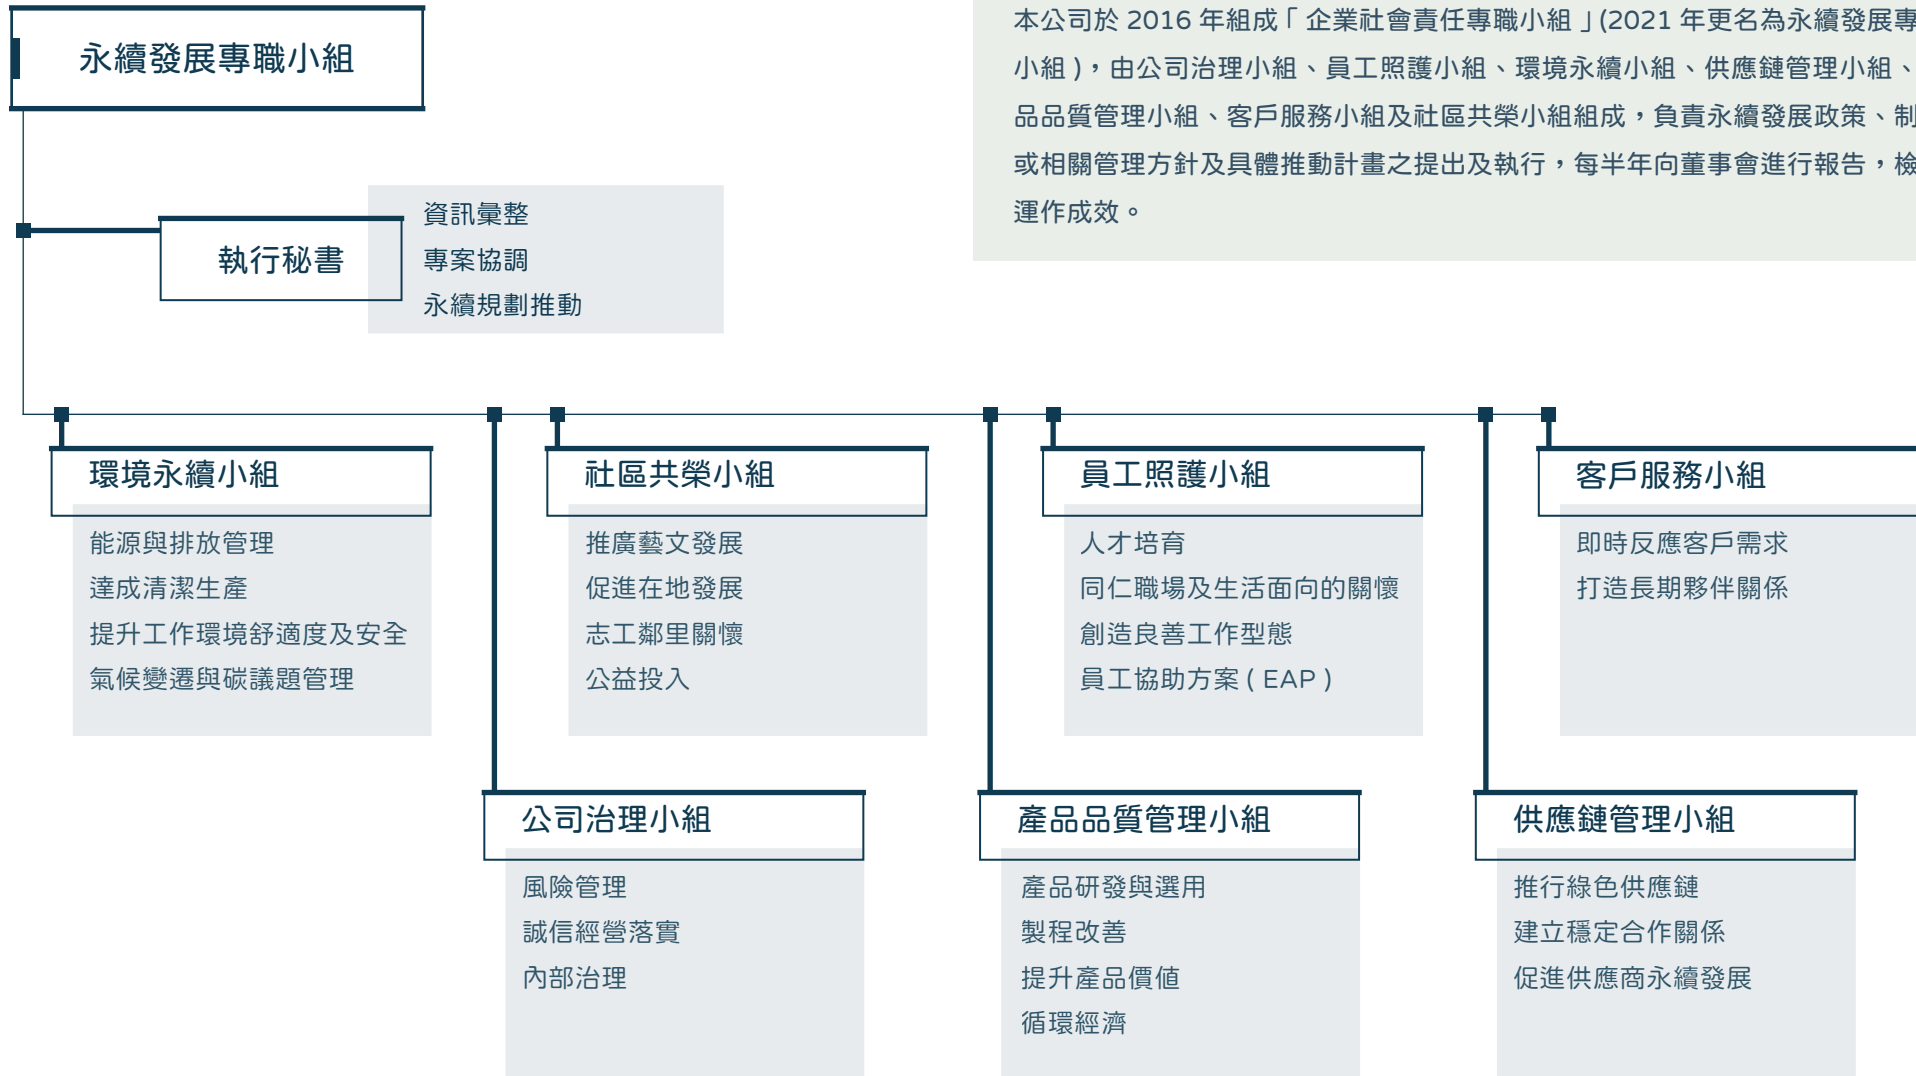 永續發展專職小組
本公司於 2016 年組成「 企業社會責任專職小組 」(2021 年更名為永續發展專
小組 )，由公司治理小組、員工照護小組、環境永續小組、供應鏈管理小組、
品品質管理小組、客戶服務小組及社區共榮小組組成，負責永續發展政策、制
或相關管理方針及具體推動計畫之提出及執行，每半年向董事會進行報告，檢
運作成效。
執行秘書
資訊彙整
專案協調
永續規劃推動
環境永續小組
能源與排放管理
達成清潔生產
提升工作環境舒適度及安全
氣候變遷與碳議題管理
社區共榮小組
推廣藝文發展
促進在地發展
志工鄰里關懷
公益投入
員工照護小組
人才培育
同仁職場及生活面向的關懷
創造良善工作型態
員工協助方案 ( EAP )
客戶服務小組
即時反應客戶需求
打造長期夥伴關係
公司治理小組
風險管理
誠信經營落實
內部治理
產品品質管理小組
產品研發與選用
製程改善
提升產品價值
循環經濟
供應鏈管理小組
推行綠色供應鏈
建立穩定合作關係
促進供應商永續發展